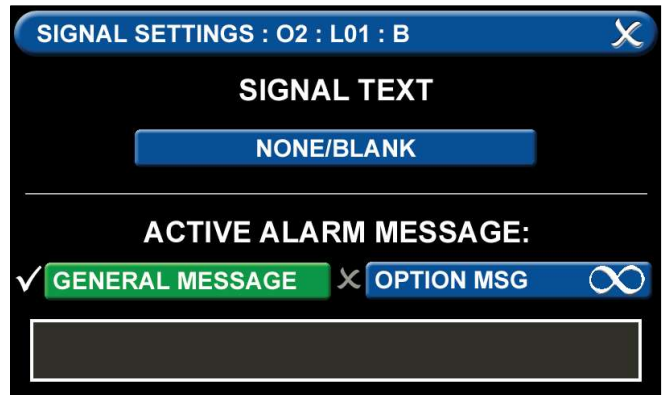 SIGNAL SETTINGS : O2 : L01 : B
SIGNAL TEXT
NONE/BLANK
ACTIVE ALARM MESSAGE:
GENERAL MESSAGE OPTION MSG